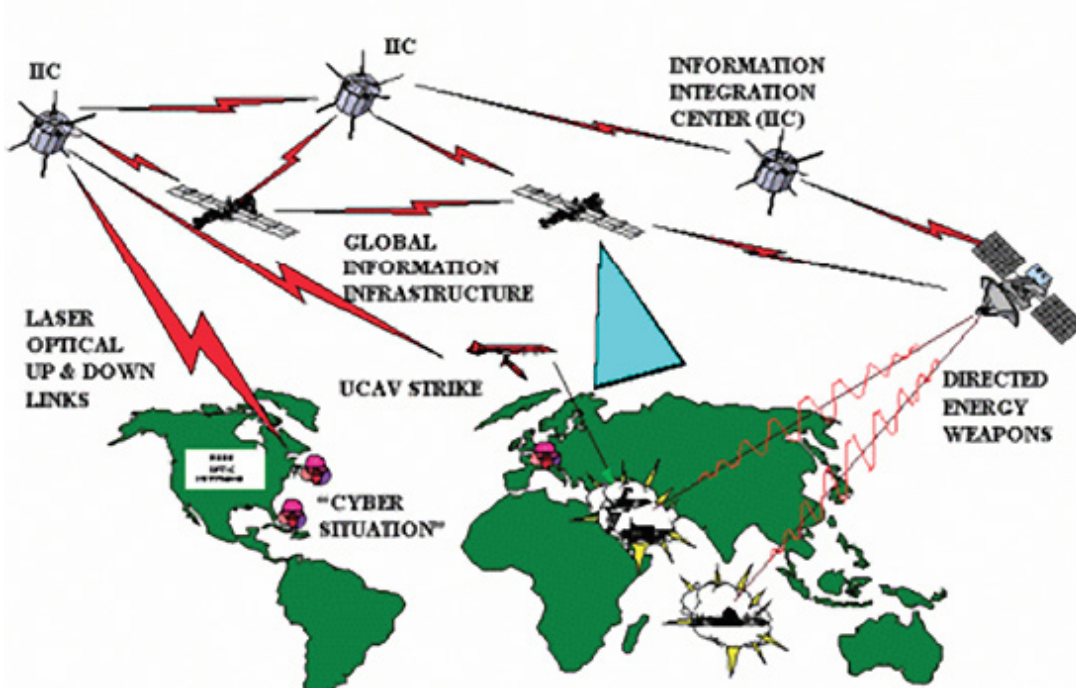 IIC
IIC
INFORMATION
INTEGRATION
CENTER (IIC)
GLOBAL
INFORMATION
INFRASTRUCTURE
LASER
OPTICAL
UP & DOWN
LINKS
UCAV STRIKE
DIRECTED
ENERGY
WEAPONS
“CYBER
SITUATION”